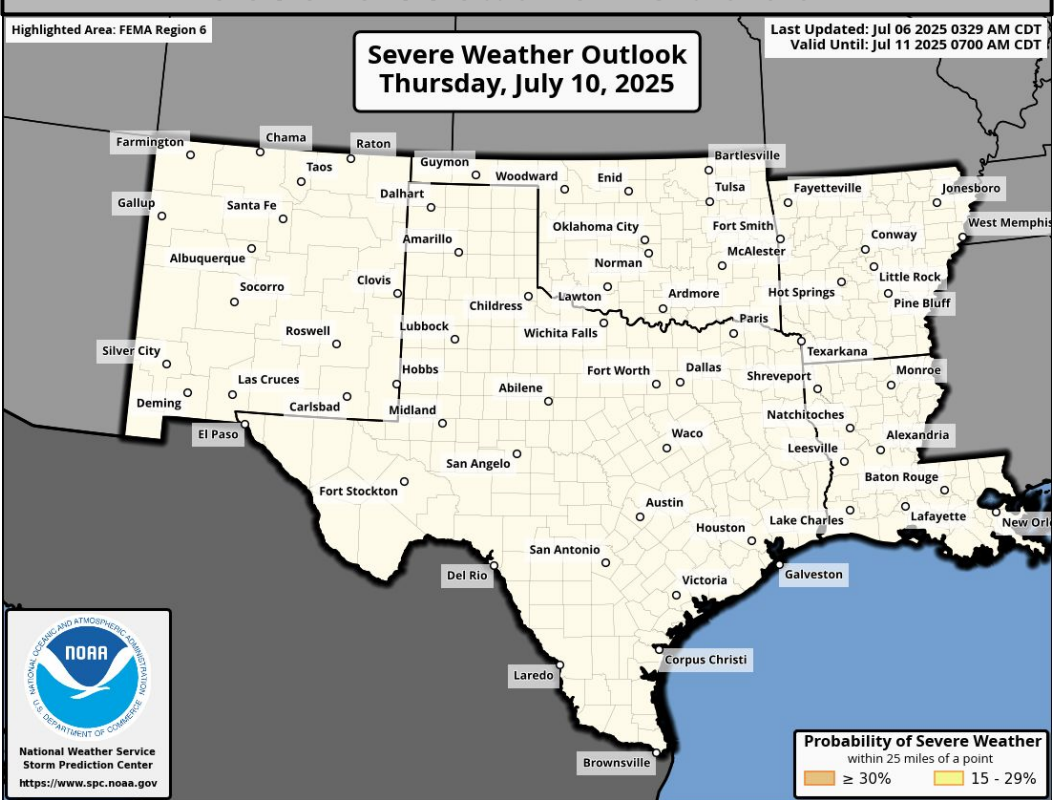 Highlighted Area: FEMA Region 6
Severe Weather Outlook
Thursday, July 10, 2025
Last Updated: Jul 06 2025 0329 AM CDT
Valid Until: Jul 11 2025 0700 AM CDT
Farmington
Chama
Raton
Taos
Guymon
Woodward
Enid
Bartlesville
Tulsa
Fayetteville
Jonesboro
Gallup
Santa Fe
Dalhart
West Memphis
Oklahoma City
Fort Smith
Conway
Albuquerque
Amarillo
Norman
McAlester
Little Rock
Socorro
Clovis
Childress
Lawton
Ardmore
Hot Springs
Pine Bluff
Roswell
Lubbock
Wichita Falls
Paris
Texarkana
Silver City
Las Cruces
Hobbs
Abilene
Fort Worth
Dallas
Shreveport
Monroe
Deming
Carlsbad
Midland
El Paso
Waco
Natchitoches
Alexandria
San Angelo
Leesville
Fort Stockton
Baton Rouge
Austin
Houston
Lake Charles
Lafayette
New Orl
San Antonio
Del Rio
Victoria
Galveston
Laredo
Corpus Christi
Brownsville
NATIONAL OCEANIC AND ATMOSPHERIC ADMINISTRATION
NOAA
U.S. DEPARTMENT OF COMMERCE
National Weather Service
Storm Prediction Center
https://www.spc.noaa.gov
Probability of Severe Weather
within 25 miles of a point
≥ 30%
15 - 29%